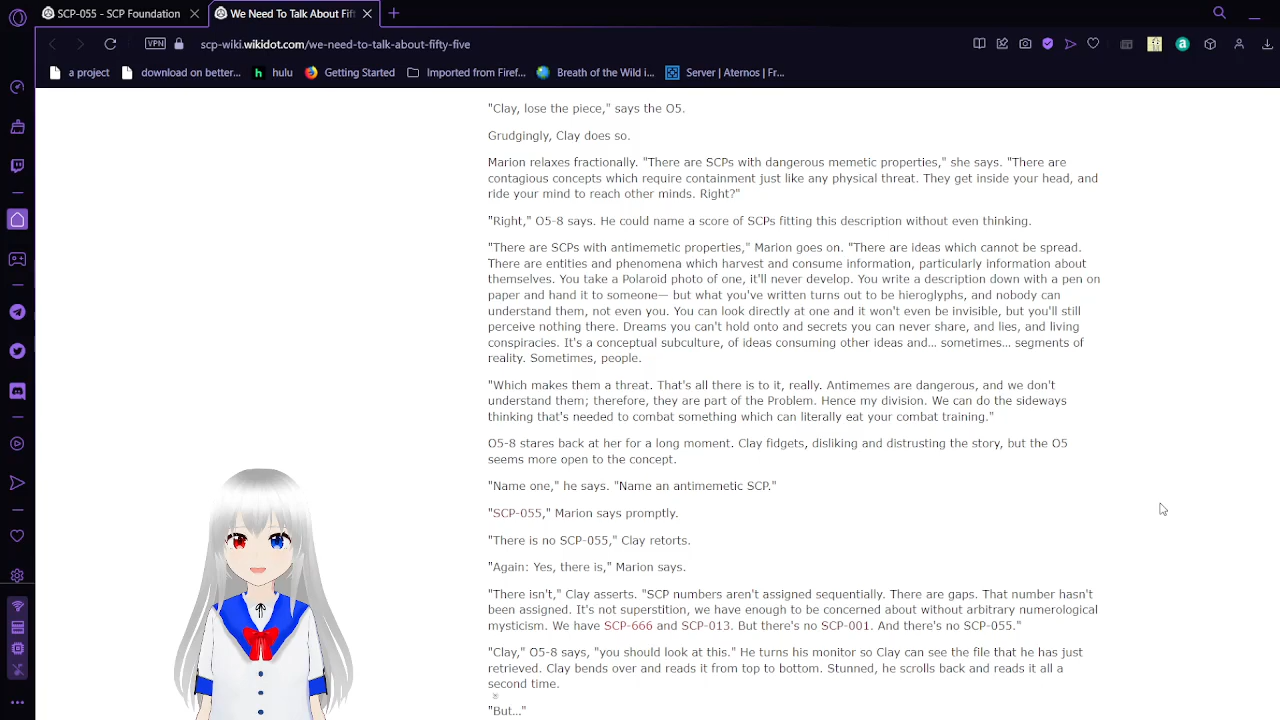 SCP-055 - SCP Foundation
We Need To Talk About Fift
VPN
scp-wiki.wikidot.com/we-need-to-talk-about-fifty-five
a project
download on better...
h hulu
Getting Started
Imported from Firef...
Breath of the Wild i...
Server | Aternos | Fr...
"Clay, lose the piece," says the O5.
Grudgingly, Clay does so.
Marion relaxes fractionally. "There are SCPs with dangerous memetic properties," she says. "There are
contagious concepts which require containment just like any physical threat. They get inside your head, and
ride your mind to reach other minds. Right?"
"Right," O5-8 says. He could name a score of SCPs fitting this description without even thinking.
"There are SCPs with antimemetic properties," Marion goes on. "There are ideas which cannot be spread.
There are entities and phenomena which harvest and consume information, particularly information about
themselves. You take a Polaroid photo of one, it'll never develop. You write a description down with a pen on
paper and hand it to someone— but what you've written turns out to be hieroglyphs, and nobody can
understand them, not even you. You can look directly at one and it won't even be invisible, but you'll still
perceive nothing there. Dreams you can't hold onto and secrets you can never share, and lies, and living
conspiracies. It's a conceptual subculture, of ideas consuming other ideas and... sometimes... segments of
reality. Sometimes, people.
"Which makes them a threat. That's all there is to it, really. Antimemes are dangerous, and we don't
understand them; therefore, they are part of the Problem. Hence my division. We can do the sideways
thinking that's needed to combat something which can literally eat your combat training."
O5-8 stares back at her for a long moment. Clay fidgets, disliking and distrusting the story, but the O5
seems more open to the concept.
"Name one," he says. "Name an antimemetic SCP."
"SCP-055," Marion says promptly.
"There is no SCP-055," Clay retorts.
"Again: Yes, there is," Marion says.
"There isn't," Clay asserts. "SCP numbers aren't assigned sequentially. There are gaps. That number hasn't
been assigned. It's not superstition, we have enough to be concerned about without arbitrary numerological
mysticism. We have SCP-666 and SCP-013. But there's no SCP-001. And there's no SCP-055."
"Clay," O5-8 says, "you should look at this." He turns his monitor so Clay can see the file that he has just
retrieved. Clay bends over and reads it from top to bottom. Stunned, he scrolls back and reads it all a
second time.
"But..."